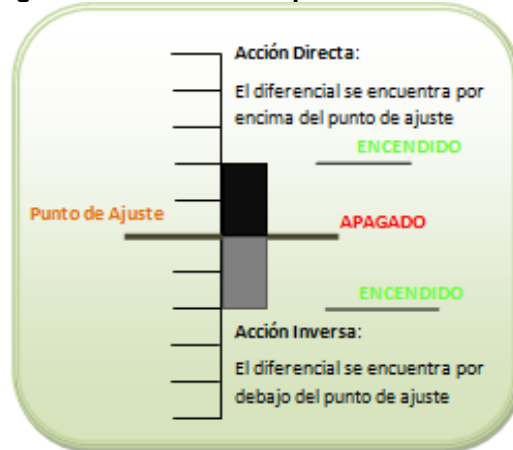 Acción Directa:
El diferencial se encuentra por
encima del punto de ajuste
ENCENDIDO
Punto de Ajuste
APAGADO
ENCENDIDO
Acción Inversa:
El diferencial se encuentra por
debajo del punto de ajuste